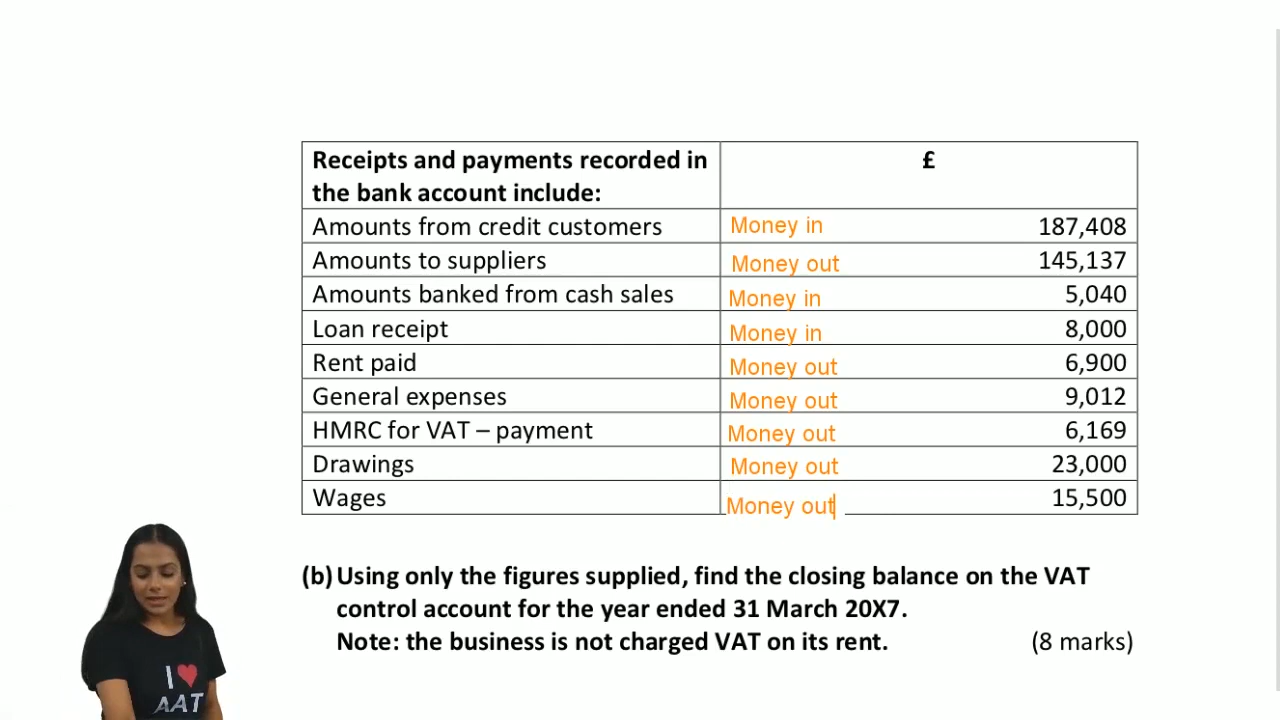 Receipts and payments recorded in £
the bank account include:
Amounts from credit customers Money in 187,408
Amounts to suppliers Money out 145,137
Amounts banked from cash sales Money in 5,040
Loan receipt Money in 8,000
Rent paid Money out 6,900
General expenses Money out 9,012
HMRC for VAT – payment Money out 6,169
Drawings Money out 23,000
Wages Money out 15,500
(b) Using only the figures supplied, find the closing balance on the VAT
control account for the year ended 31 March 20X7.
Note: the business is not charged VAT on its rent. (8 marks)
I ❤
AAT